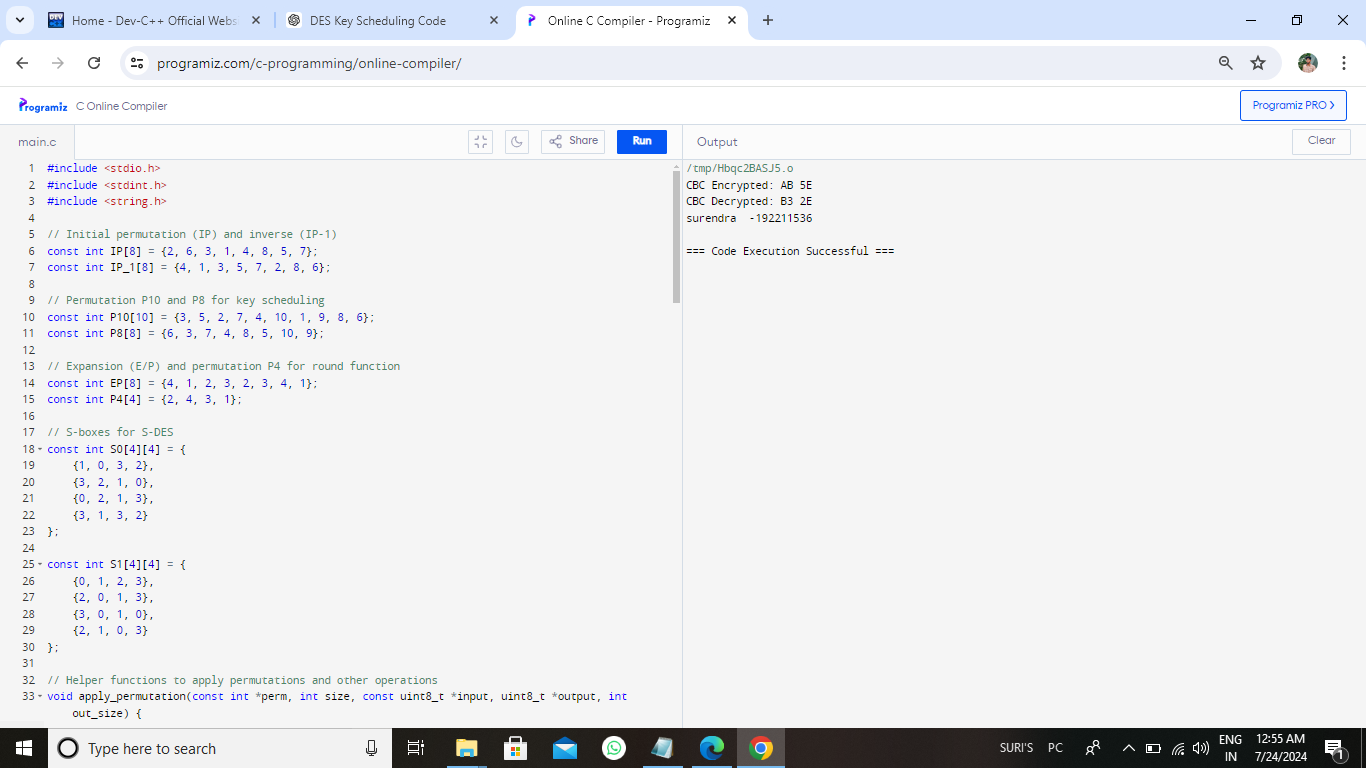 Home - Dev-C++ Official Webs
DES Key Scheduling Code
Online C Compiler - Programiz
programiz.com/c-programming/online-compiler/
Programiz
C Online Compiler
Programiz PRO >
main.c
Share
Run
Output
Clear
1 #include <stdio.h>
2 #include <stdint.h>
3 #include <string.h>
4
5 // Initial permutation (IP) and inverse (IP-1)
6 const int IP[8] = {2, 6, 3, 1, 4, 8, 5, 7};
7 const int IP_1[8] = {4, 1, 3, 5, 7, 2, 8, 6};
8
9 // Permutation P10 and P8 for key scheduling
10 const int P10[10] = {3, 5, 2, 7, 4, 10, 1, 9, 8, 6};
11 const int P8[8] = {6, 3, 7, 4, 8, 5, 10, 9};
12
13 // Expansion (E/P) and permutation P4 for round function
14 const int EP[8] = {4, 1, 2, 3, 2, 3, 4, 1};
15 const int P4[4] = {2, 4, 3, 1};
16
17 // S-boxes for S-DES
18 const int S0[4][4] = {
19 {1, 0, 3, 2},
20 {3, 2, 1, 0},
21 {0, 2, 1, 3},
22 {3, 1, 3, 2}
23 };
24
25 const int S1[4][4] = {
26 {0, 1, 2, 3},
27 {2, 0, 1, 3},
28 {3, 0, 1, 0},
29 {2, 1, 0, 3}
30 };
31
32 // Helper functions to apply permutations and other operations
33 void apply_permutation(const int *perm, int size, const uint8_t *input, uint8_t *output, int
out_size) {
/tmp/Hbqc2BASJ5.o
CBC Encrypted: AB 5E
CBC Decrypted: B3 2E
surendra  -192211536
=== Code Execution Successful ===
Type here to search
SURI'S PC
ENG
IN
12:55 AM
7/24/2024
1